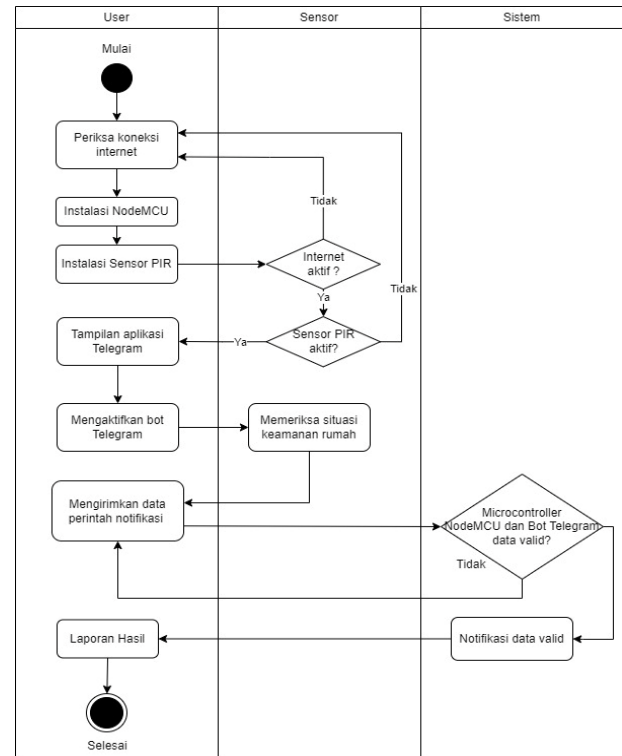 User
Sensor
Sistem
Mulai
Periksa koneksi
internet
Tidak
Instalasi NodeMCU
Instalasi Sensor PIR
Internet
aktif ?
Tidak
Ya
Tampilan aplikasi
Telegram
Ya
Sensor PIR
aktif?
Mengaktifkan bot
Telegram
Memeriksa situasi
keamanan rumah
Mengirimkan data
perintah notifikasi
Microcontroller
NodeMCU dan Bot Telegram
data valid?
Tidak
Laporan Hasil
Notifikasi data valid
Selesai